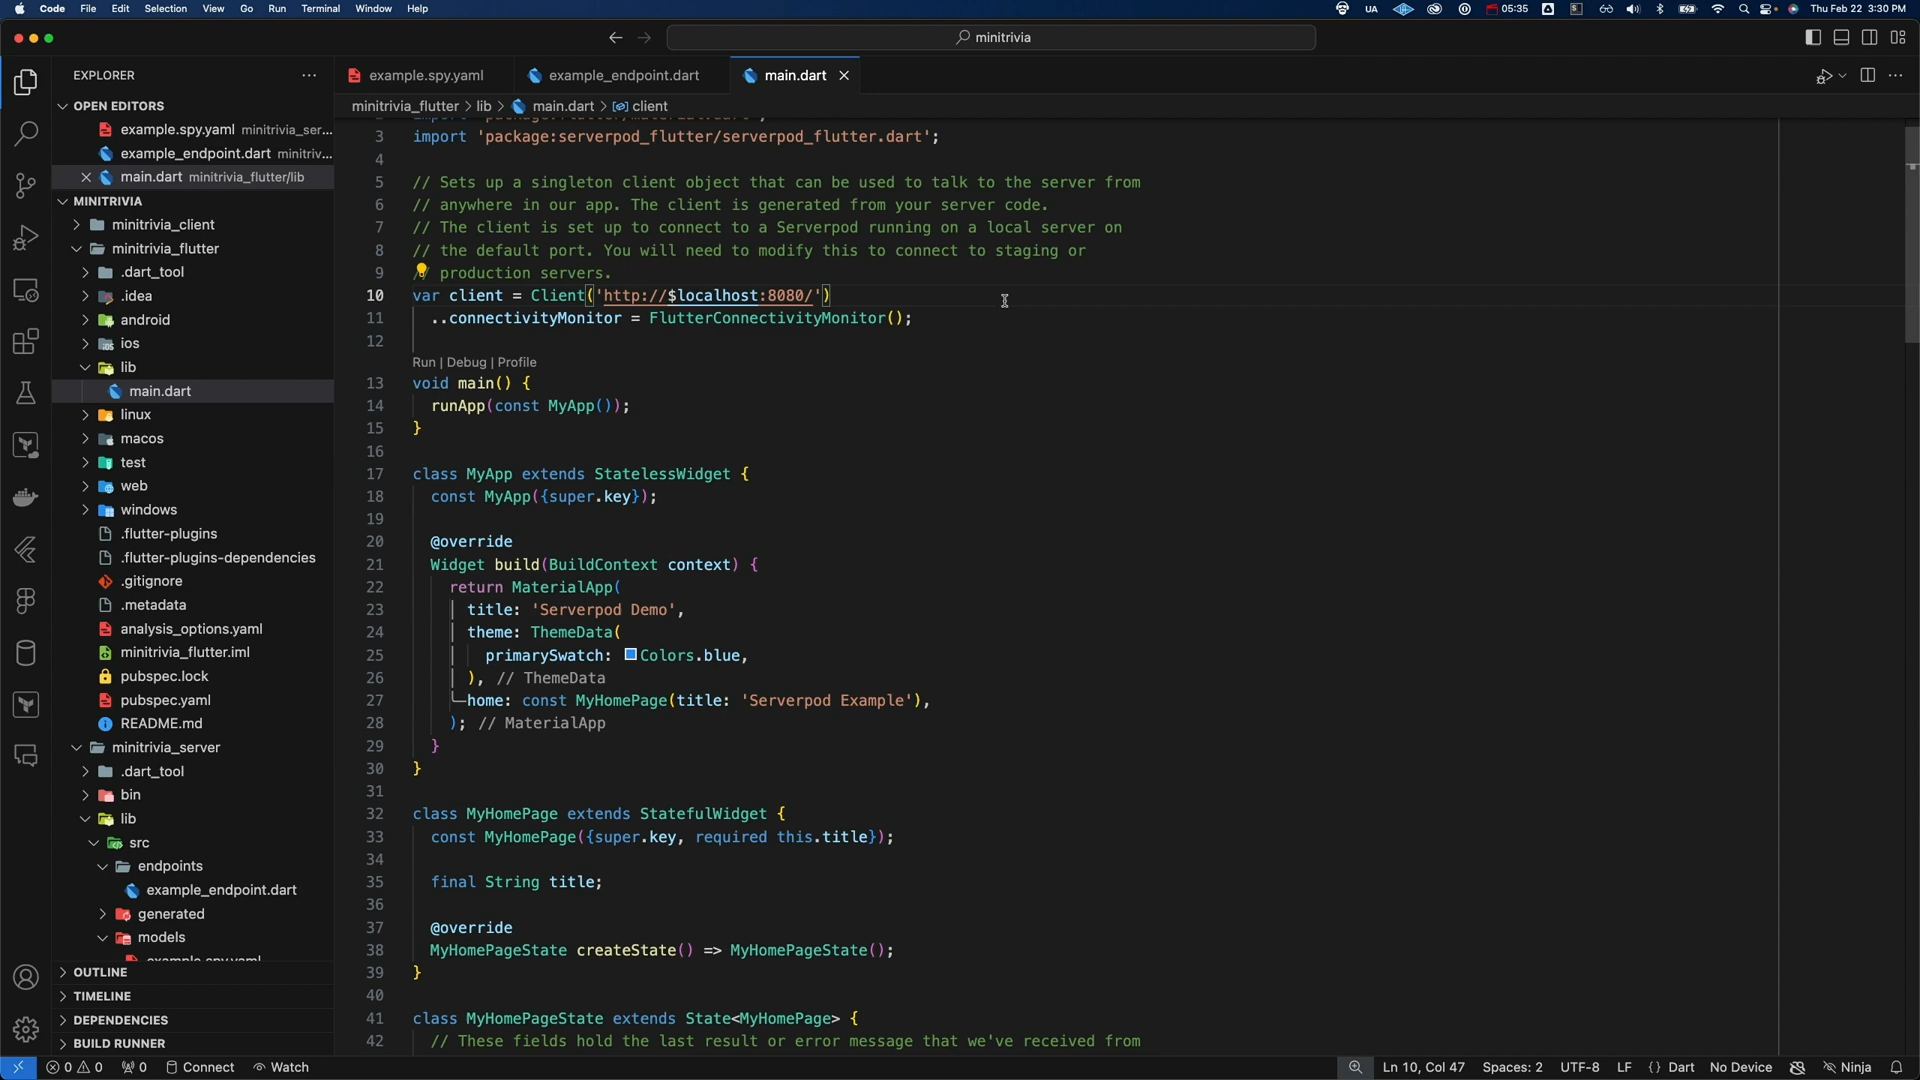 Code File Edit Selection View Go Run Terminal Window Help
UA
05:35
Thu Feb 22 3:30 PM
minitrivia
EXPLORER
example.spy.yaml
example_endpoint.dart
main.dart
OPEN EDITORS
example.spy.yaml minitrivia_ser...
example_endpoint.dart minitriv...
main.dart minitrivia_flutter/lib
MINITRIVIA
minitrivia_client
minitrivia_flutter
.dart_tool
.idea
android
ios
lib
main.dart
linux
macos
test
web
windows
.flutter-plugins
.flutter-plugins-dependencies
.gitignore
.metadata
analysis_options.yaml
minitrivia_flutter.iml
pubspec.lock
pubspec.yaml
README.md
minitrivia_server
.dart_tool
bin
lib
src
endpoints
example_endpoint.dart
generated
models
example.spy.yaml
OUTLINE
TIMELINE
DEPENDENCIES
BUILD RUNNER
minitrivia_flutter > lib > main.dart > client
2 import 'package:flutter/material.dart';
3 import 'package:serverpod_flutter/serverpod_flutter.dart';
4
5 // Sets up a singleton client object that can be used to talk to the server from
6 // anywhere in our app. The client is generated from your server code.
7 // The client is set up to connect to a Serverpod running on a local server on
8 // the default port. You will need to modify this to connect to staging or
9 // production servers.
10 var client = Client('http://$localhost:8080/')
11 ..connectivityMonitor = FlutterConnectivityMonitor();
12
Run | Debug | Profile
13 void main() {
14 runApp(const MyApp());
15 }
16
17 class MyApp extends StatelessWidget {
18 const MyApp({super.key});
19
20 @override
21 Widget build(BuildContext context) {
22 return MaterialApp(
23 title: 'Serverpod Demo',
24 theme: ThemeData(
25 primarySwatch: Colors.blue,
26 ), // ThemeData
27 home: const MyHomePage(title: 'Serverpod Example'),
28 ); // MaterialApp
29 }
30 }
31
32 class MyHomePage extends StatefulWidget {
33 const MyHomePage({super.key, required this.title});
34
35 final String title;
36
37 @override
38 MyHomePageState createState() => MyHomePageState();
39 }
40
41 class MyHomePageState extends State<MyHomePage> {
42 // These fields hold the last result or error message that we've received from
0 0 0 Connect Watch
Ln 10, Col 47 Spaces: 2 UTF-8 LF {} Dart No Device Ninja